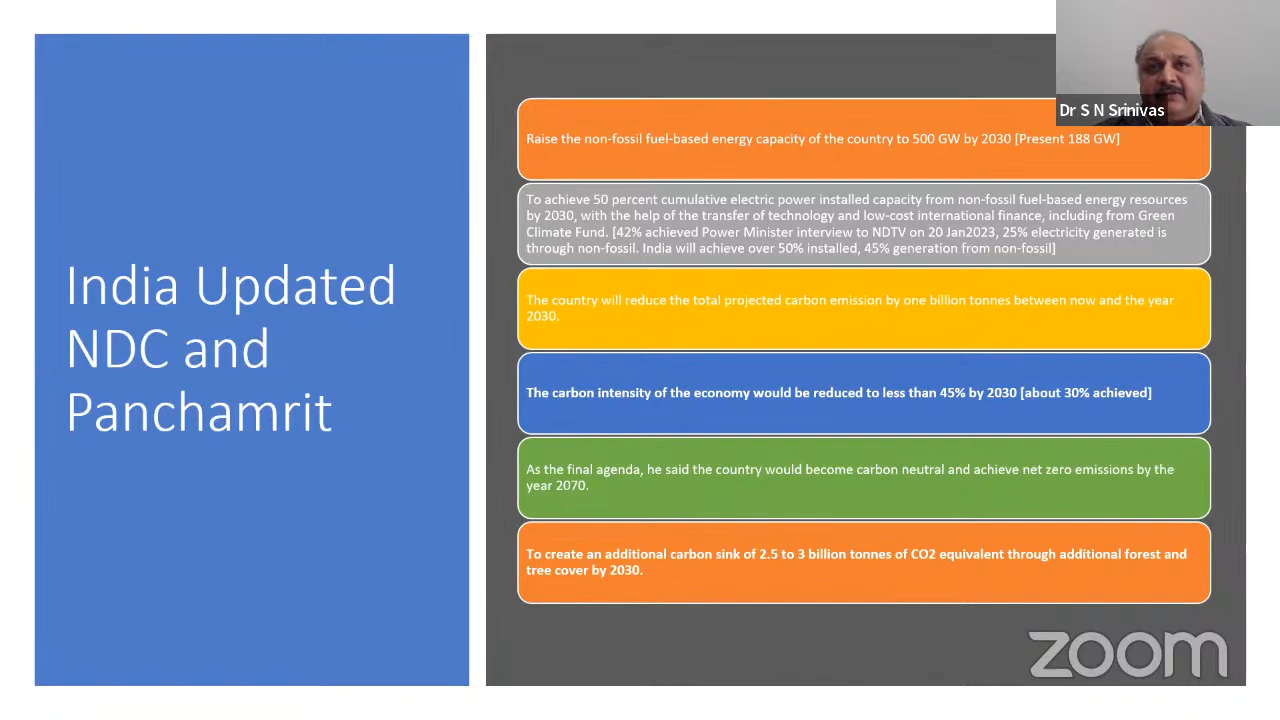 India Updated
NDC and
Panchamrit
Dr S N Srinivas
Raise the non-fossil fuel-based energy capacity of the country to 500 GW by 2030 [Present 188 GW]
To achieve 50 percent cumulative electric power installed capacity from non-fossil fuel-based energy resources
by 2030, with the help of the transfer of technology and low-cost international finance, including from Green
Climate Fund. [42% achieved Power Minister interview to NDTV on 20 Jan2023, 25% electricity generated is
through non-fossil. India will achieve over 50% installed, 45% generation from non-fossil]
The country will reduce the total projected carbon emission by one billion tonnes between now and the year
2030.
The carbon intensity of the economy would be reduced to less than 45% by 2030 [about 30% achieved]
As the final agenda, he said the country would become carbon neutral and achieve net zero emissions by the
year 2070.
To create an additional carbon sink of 2.5 to 3 billion tonnes of CO2 equivalent through additional forest and
tree cover by 2030.
zoom